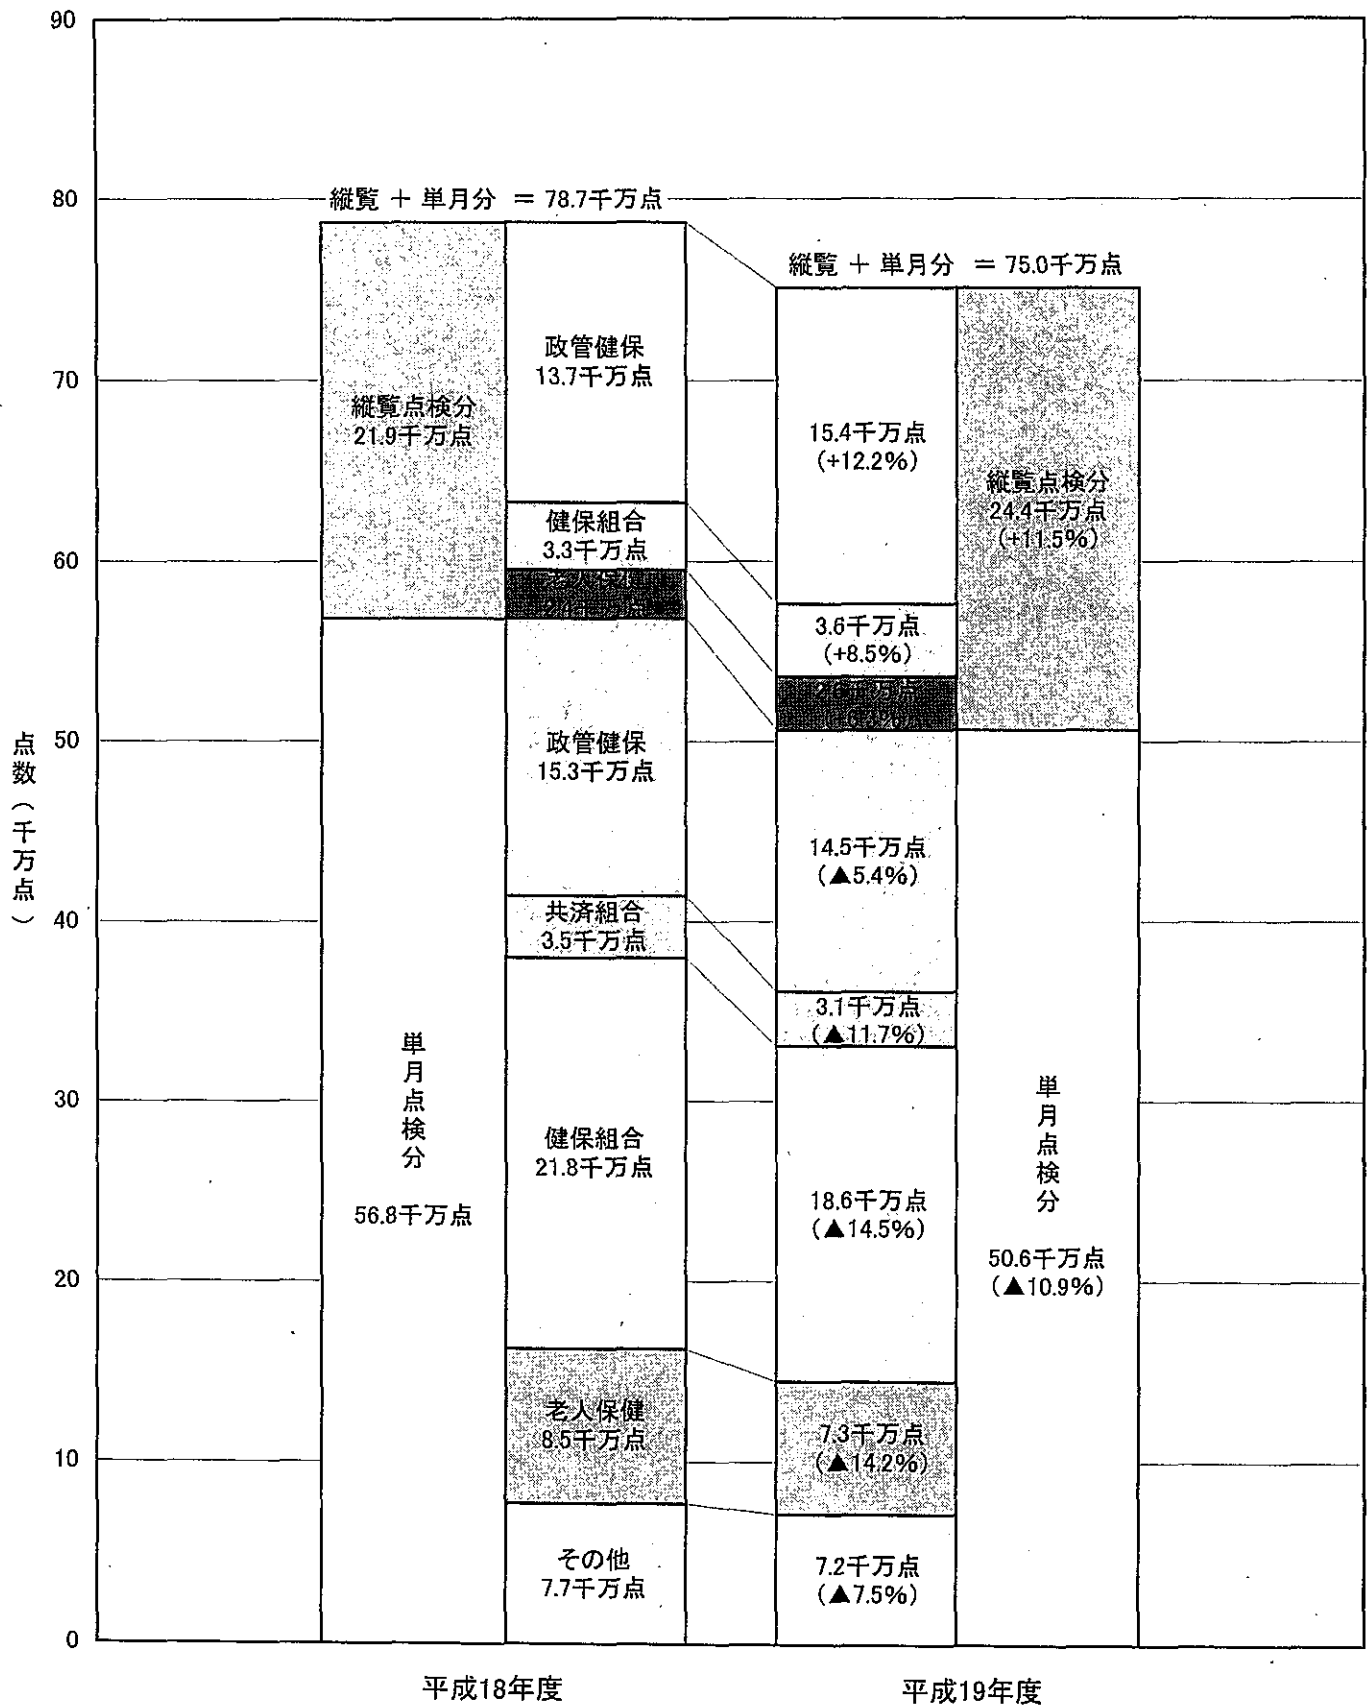 90
80
70
60
50
40
30
20
10
0
点数（千万点）
縦覧 + 単月分 = 78.7千万点
縦覧点検分
21.9千万点
単月点検分
56.8千万点
政管健保
13.7千万点
健保組合
3.3千万点
老人保健
政管健保
15.3千万点
共済組合
3.5千万点
健保組合
21.8千万点
老人保健
8.5千万点
その他
7.7千万点
縦覧 + 単月分 = 75.0千万点
15.4千万点
(+12.2%)
3.6千万点
(+8.5%)
14.5千万点
(▲5.4%)
3.1千万点
(▲11.7%)
18.6千万点
(▲14.5%)
7.3千万点
(▲14.2%)
7.2千万点
(▲7.5%)
縦覧点検分
24.4千万点
(+11.5%)
単月点検分
50.6千万点
(▲10.9%)
平成18年度
平成19年度